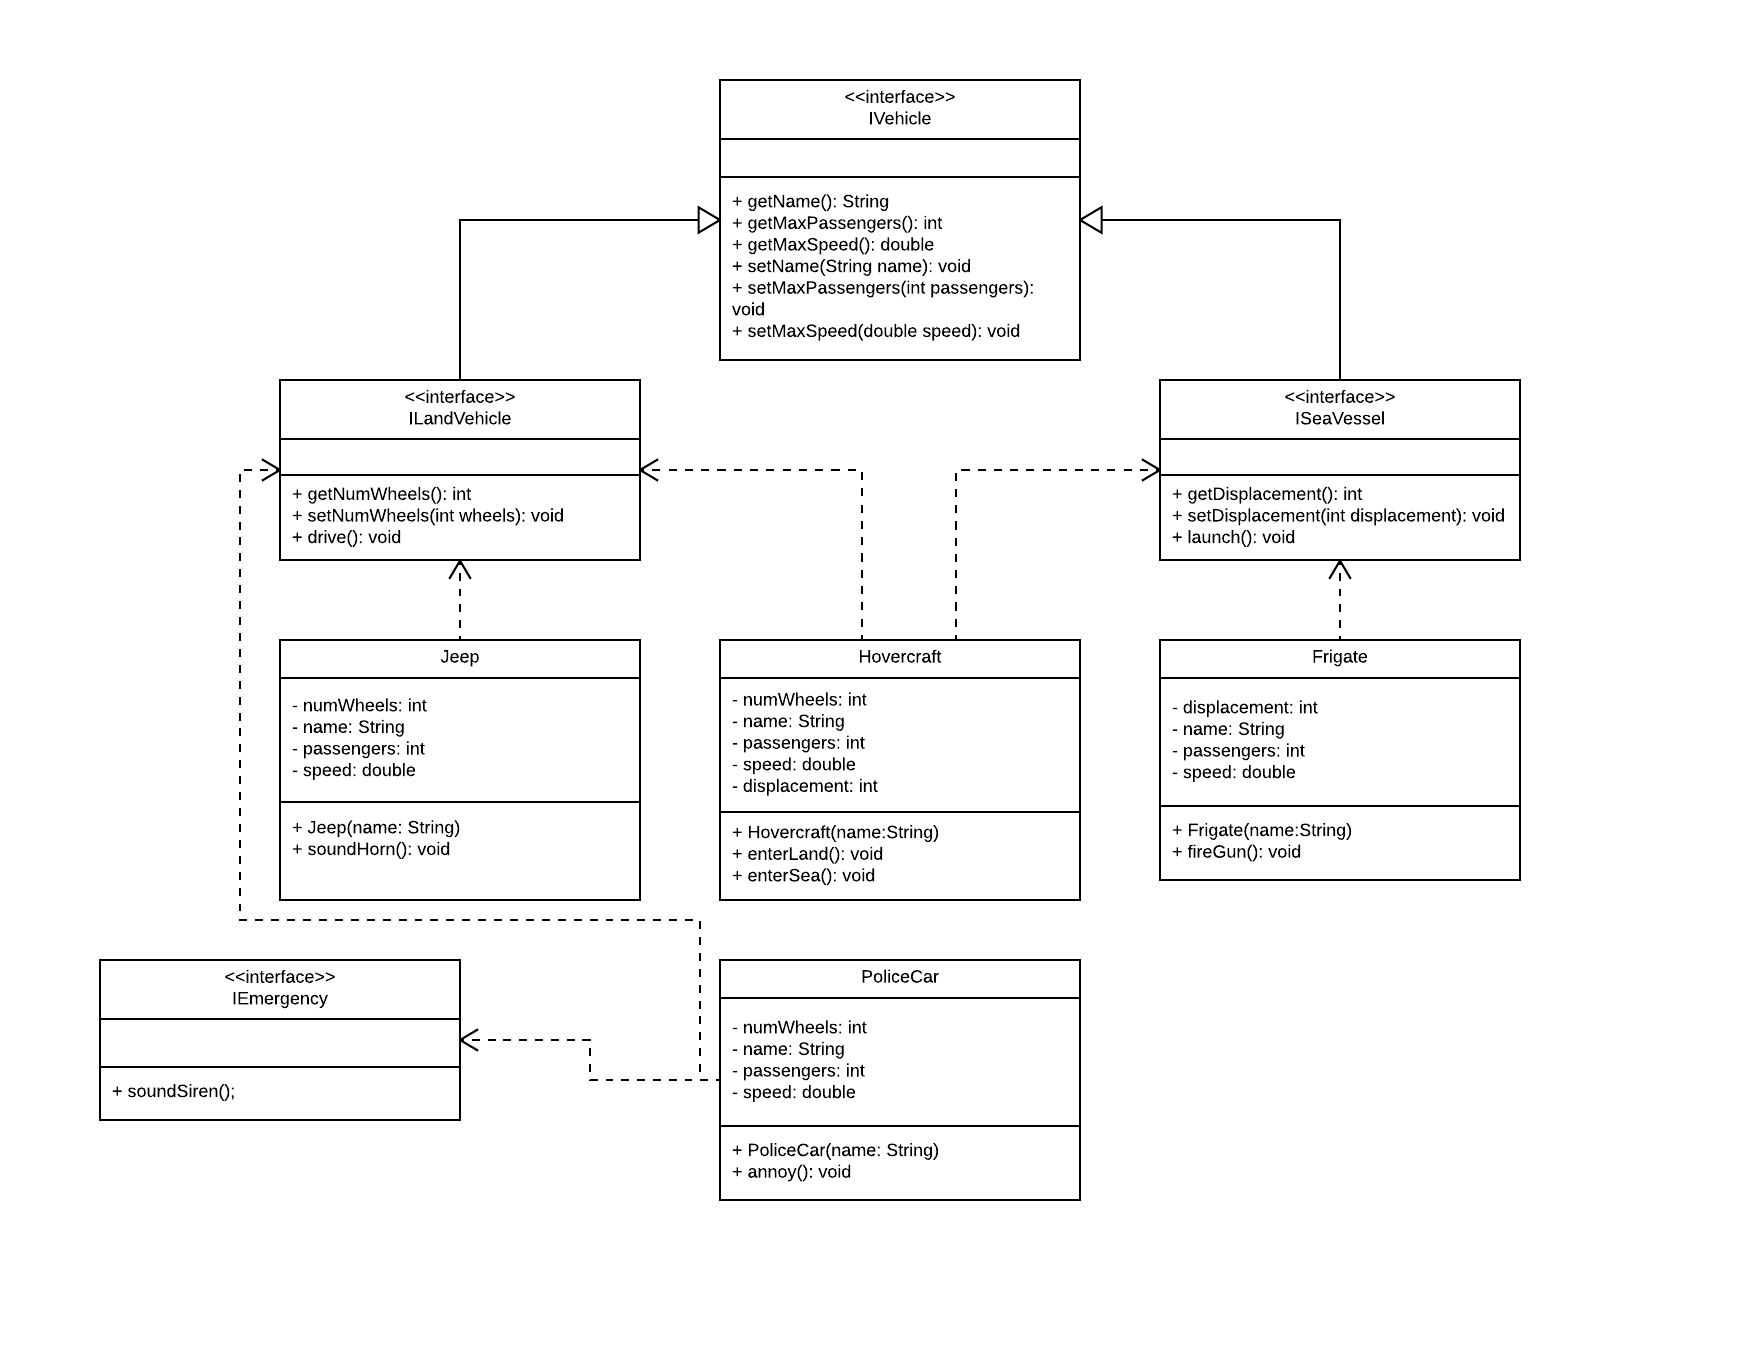 <<interface>>
IVehicle
+ getName(): String
+ getMaxPassengers(): int
+ getMaxSpeed(): double
+ setName(String name): void
+ setMaxPassengers(int passengers):
void
+ setMaxSpeed(double speed): void
<<interface>>
ILandVehicle
+ getNumWheels(): int
+ setNumWheels(int wheels): void
+ drive(): void
<<interface>>
ISeaVessel
+ getDisplacement(): int
+ setDisplacement(int displacement): void
+ launch(): void
Jeep
- numWheels: int
- name: String
- passengers: int
- speed: double
+ Jeep(name: String)
+ soundHorn(): void
Hovercraft
- numWheels: int
- name: String
- passengers: int
- speed: double
- displacement: int
+ Hovercraft(name:String)
+ enterLand(): void
+ enterSea(): void
Frigate
- displacement: int
- name: String
- passengers: int
- speed: double
+ Frigate(name:String)
+ fireGun(): void
<<interface>>
IEmergency
+ soundSiren();
PoliceCar
- numWheels: int
- name: String
- passengers: int
- speed: double
+ PoliceCar(name: String)
+ annoy(): void